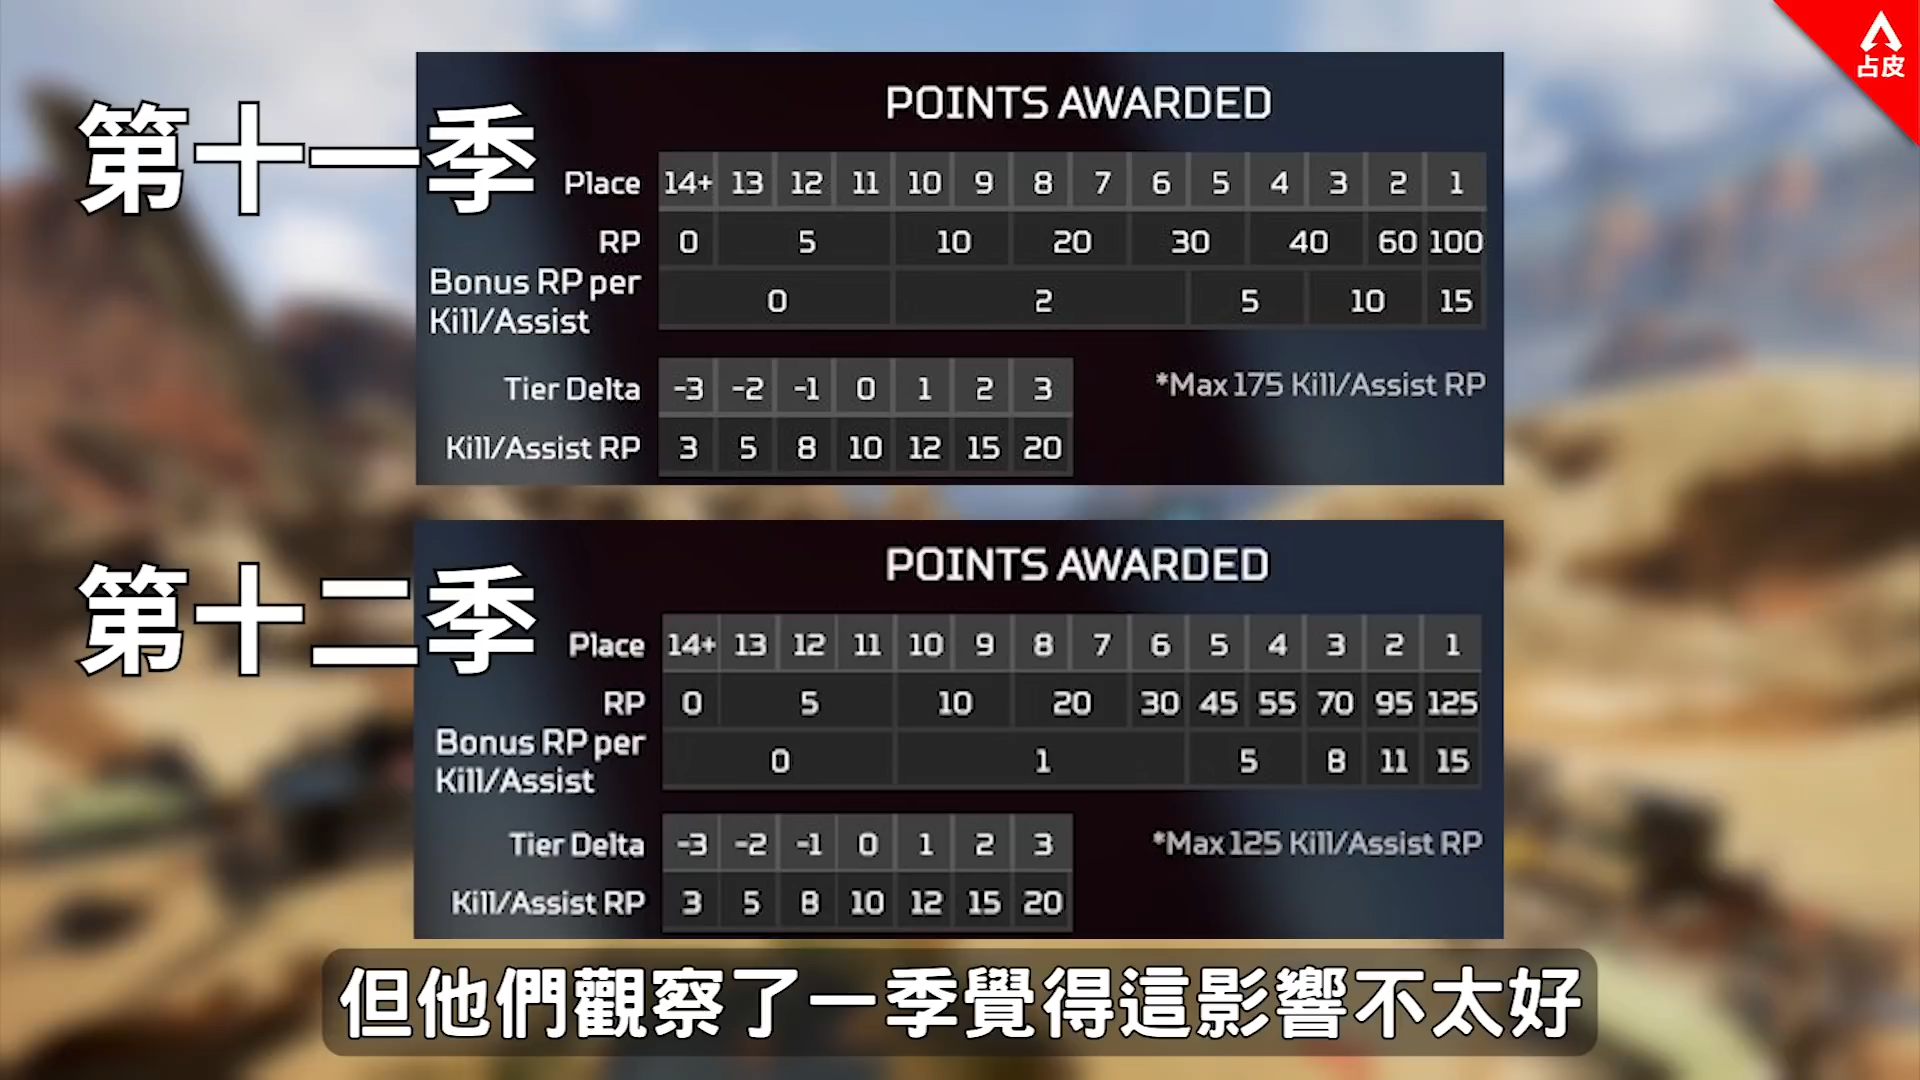 占皮
第十一季
POINTS AWARDED
Place 14+ 13 12 11 10 9 8 7 6 5 4 3 2 1
RP 0 5 10 20 30 40 60 100
Bonus RP per
Kill/Assist 0 2 5 10 15
Tier Delta -3 -2 -1 0 1 2 3
*Max 175 Kill/Assist RP
Kill/Assist RP 3 5 8 10 12 15 20
第十二季
POINTS AWARDED
Place 14+ 13 12 11 10 9 8 7 6 5 4 3 2 1
RP 0 5 10 20 30 45 55 70 95 125
Bonus RP per
Kill/Assist 0 1 5 8 11 15
Tier Delta -3 -2 -1 0 1 2 3
*Max 125 Kill/Assist RP
Kill/Assist RP 3 5 8 10 12 15 20
但他們觀察了一季覺得這影響不太好